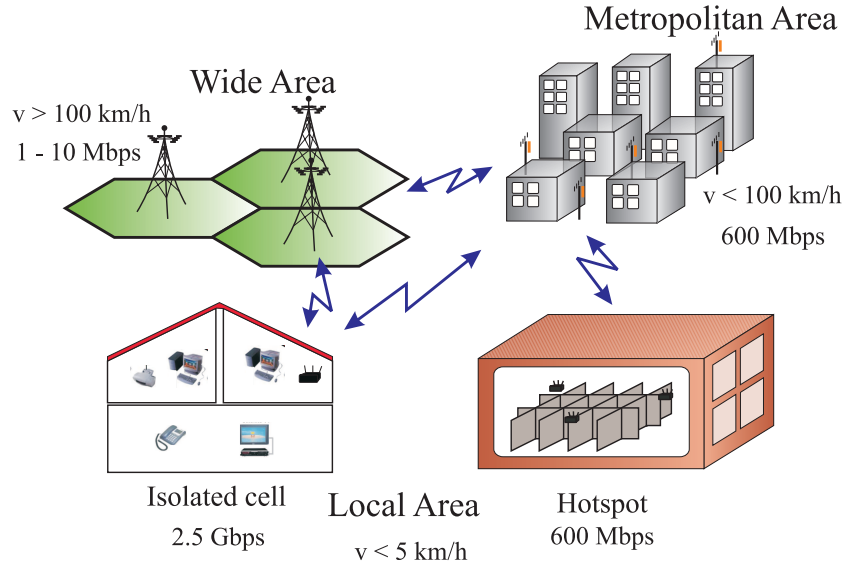 Metropolitan Area
Wide Area
v > 100 km/h
1 - 10 Mbps
v < 100 km/h
600 Mbps
Isolated cell
2.5 Gbps
Local Area
v < 5 km/h
Hotspot
600 Mbps